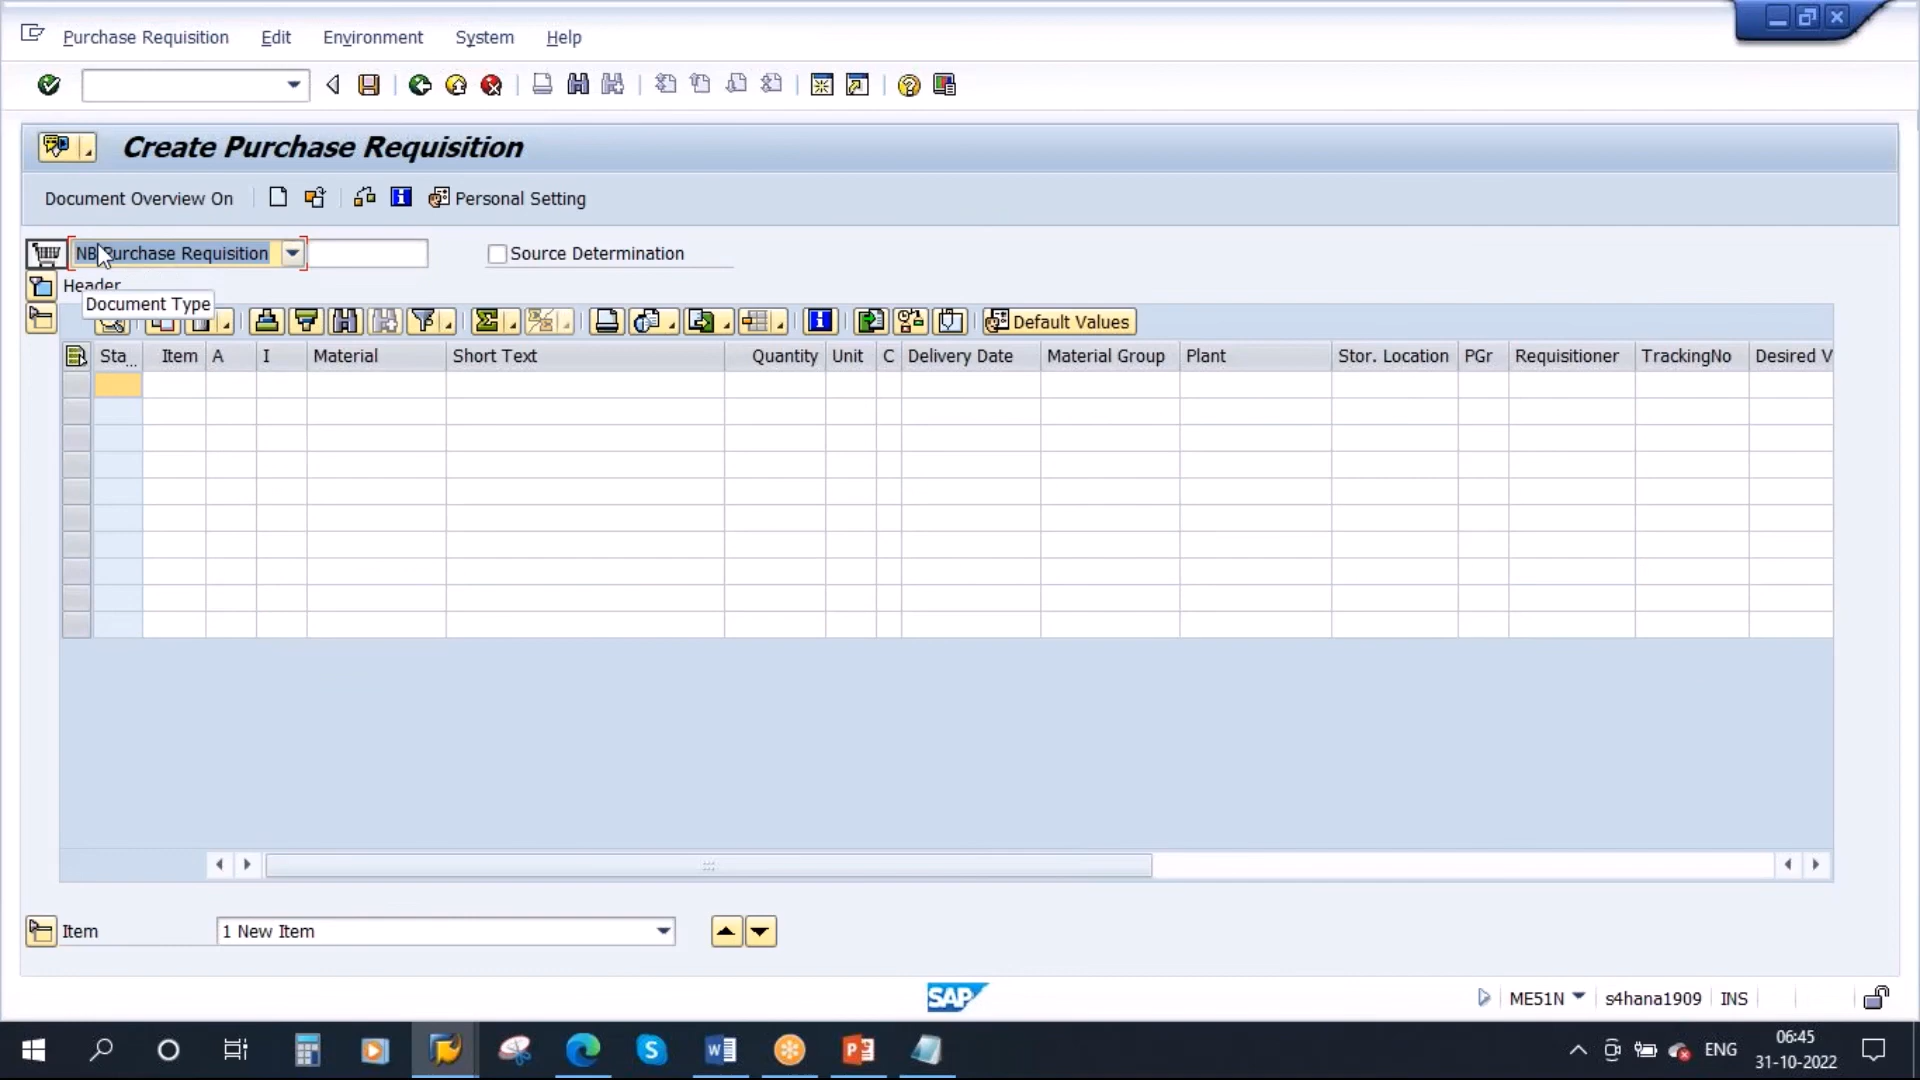 Purchase Requisition Edit Environment System Help
Create Purchase Requisition
Document Overview On Personal Setting
NB Purchase Requisition Source Determination
Header
Document Type
Default Values
Sta... Item A I Material Short Text Quantity Unit C Delivery Date Material Group Plant Stor. Location PGr Requisitioner TrackingNo Desired V
Item 1 New Item
SAP ME51N s4hana1909 INS
ENG 06:45
31-10-2022